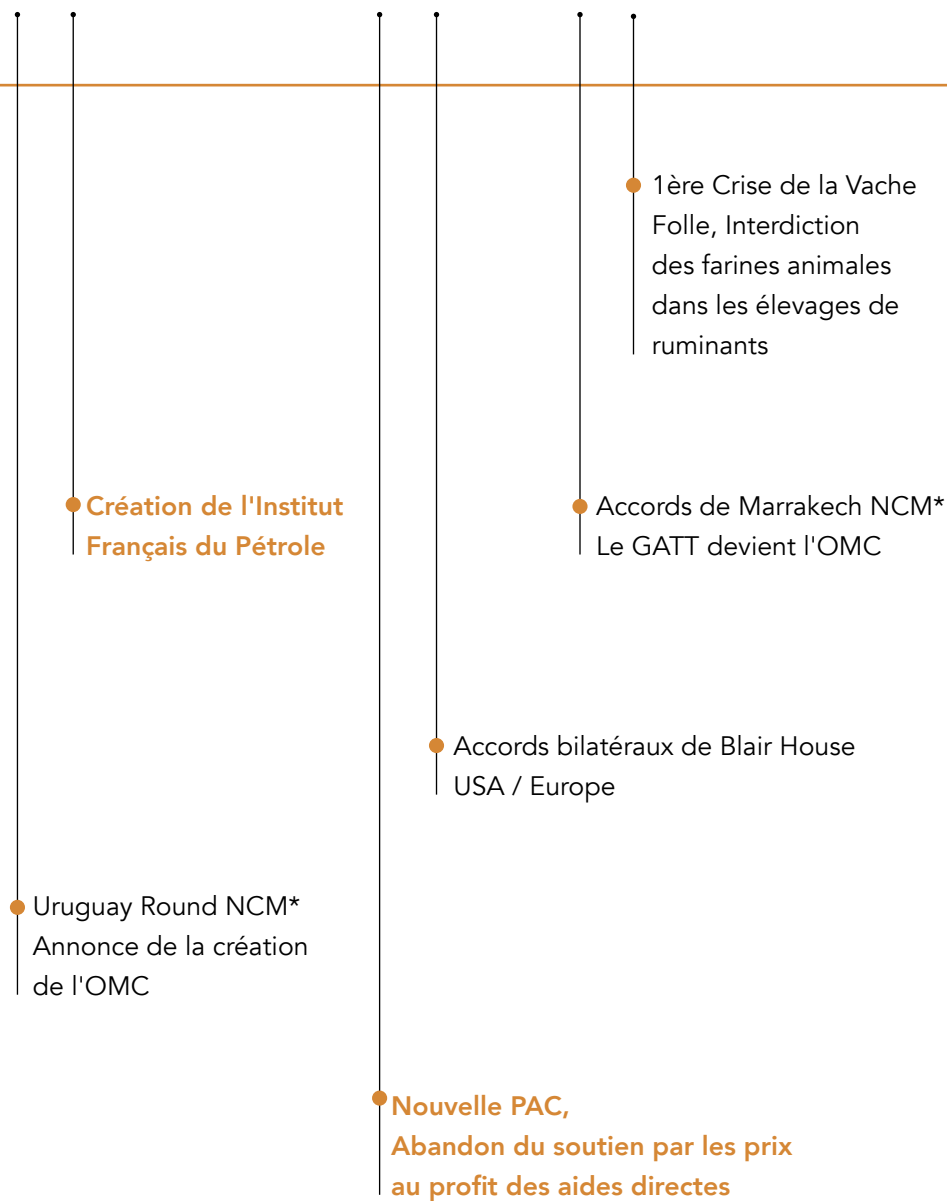 1ère Crise de la Vache
Folle, Interdiction
des farines animales
dans les élevages de
ruminants
Création de l'Institut
Français du Pétrole
Accords de Marrakech NCM*
Le GATT devient l'OMC
Accords bilatéraux de Blair House
USA / Europe
Uruguay Round NCM*
Annonce de la création
de l'OMC
Nouvelle PAC,
Abandon du soutien par les prix
au profit des aides directes